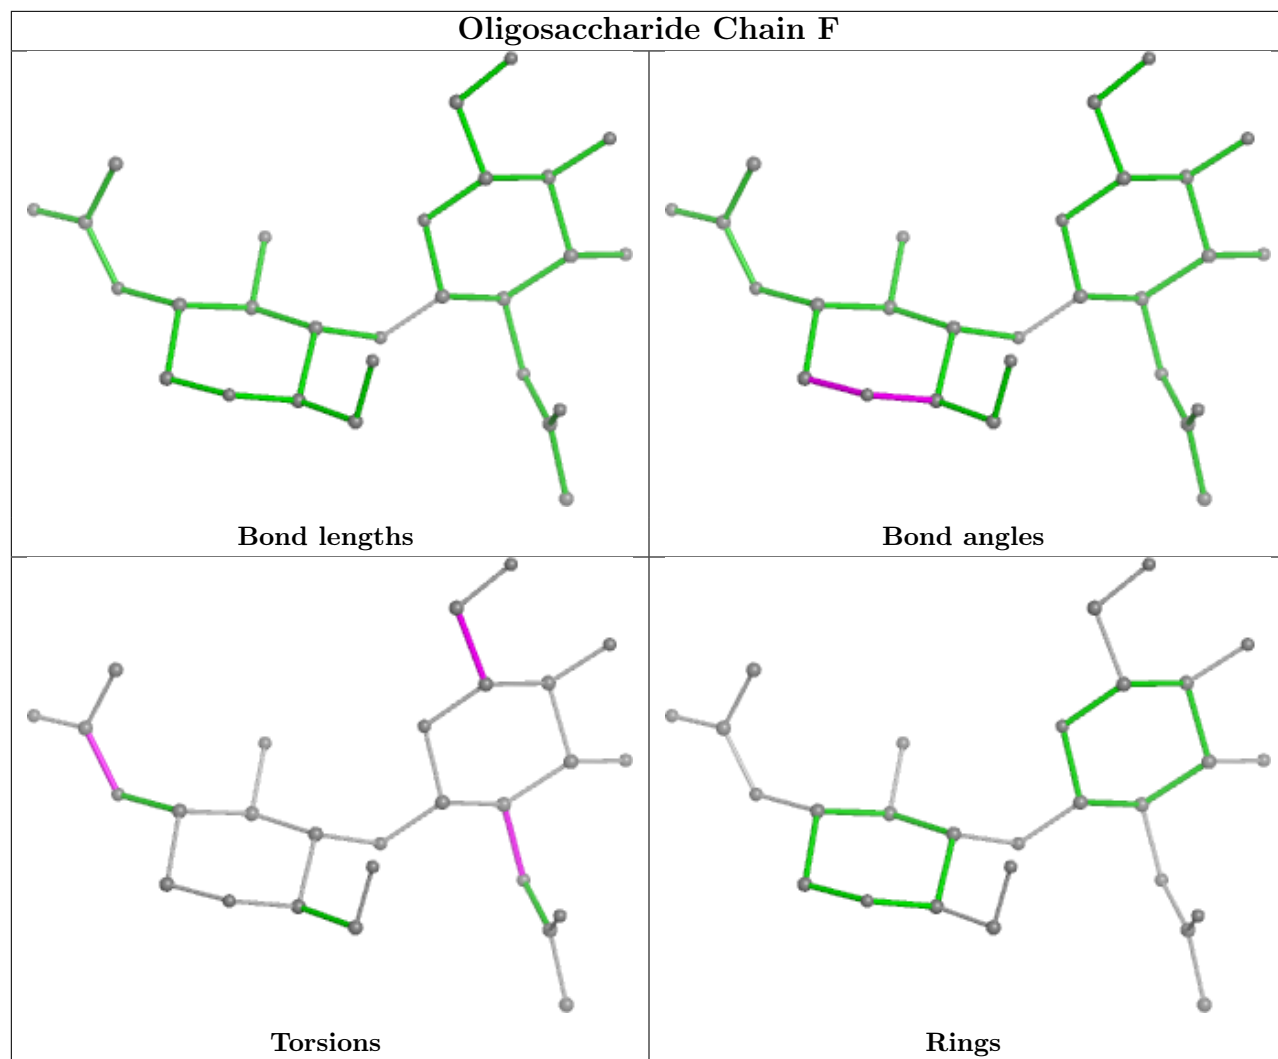 Oligosaccharide Chain F
Bond lengths
Bond angles
Torsions
Rings